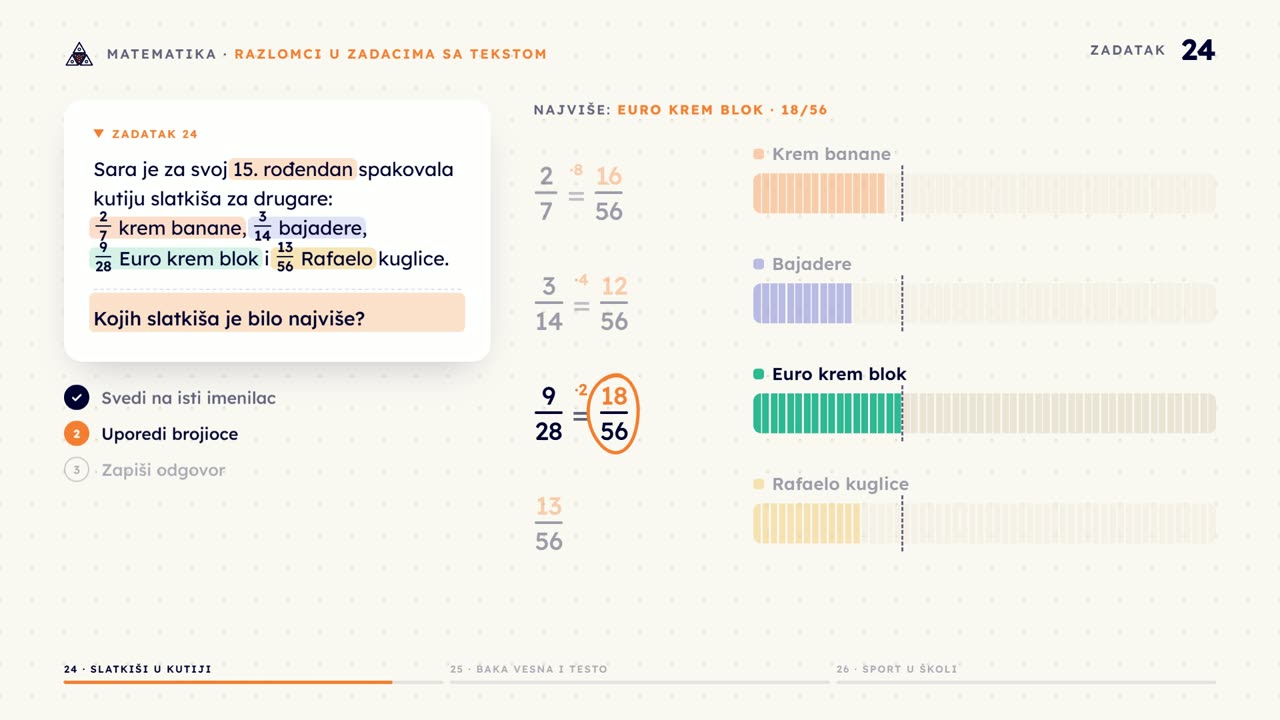 MATEMATIKA · RAZLOMCI U ZADACIMA SA TEKSTOM
ZADATAK 24
▼ ZADATAK 24
Sara je za svoj 15. rođendan spakovala
kutiju slatkiša za drugare:
2/7 krem banane, 3/14 bajadere,
9/28 Euro krem blok i 13/56 Rafaelo kuglice.
Kojih slatkiša je bilo najviše?
Svedi na isti imenilac
2 Uporedi brojioce
3 Zapiši odgovor
NAJVIŠE: EURO KREM BLOK · 18/56
2/7 = ·8 16/56
Krem banane
3/14 = ·4 12/56
Bajadere
9/28 = ·2 18/56
Euro krem blok
13/56
Rafaelo kuglice
24 · SLATKIŠI U KUTIJI
25 · BAKA VESNA I TESTO
26 · SPORT U ŠKOLI